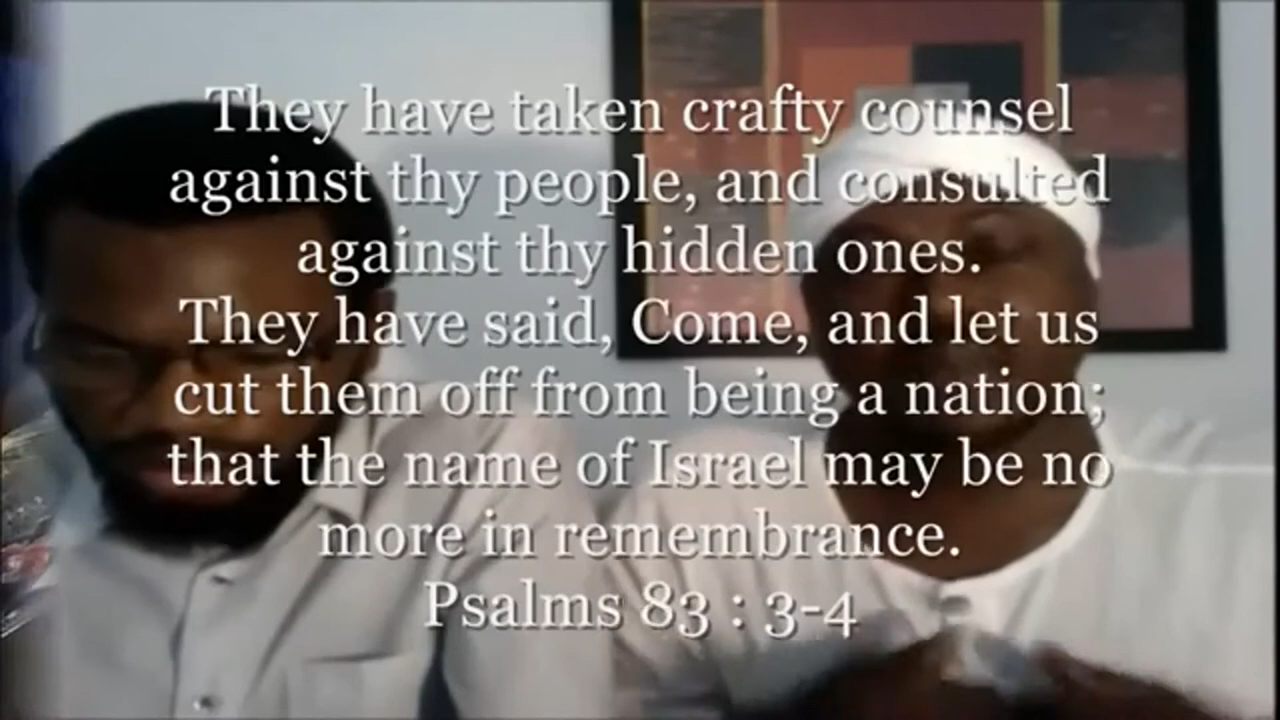 They have taken crafty counsel
against thy people, and consulted
against thy hidden ones.
They have said, Come, and let us
cut them off from being a nation;
that the name of Israel may be no
more in remembrance.
Psalms 83 : 3-4